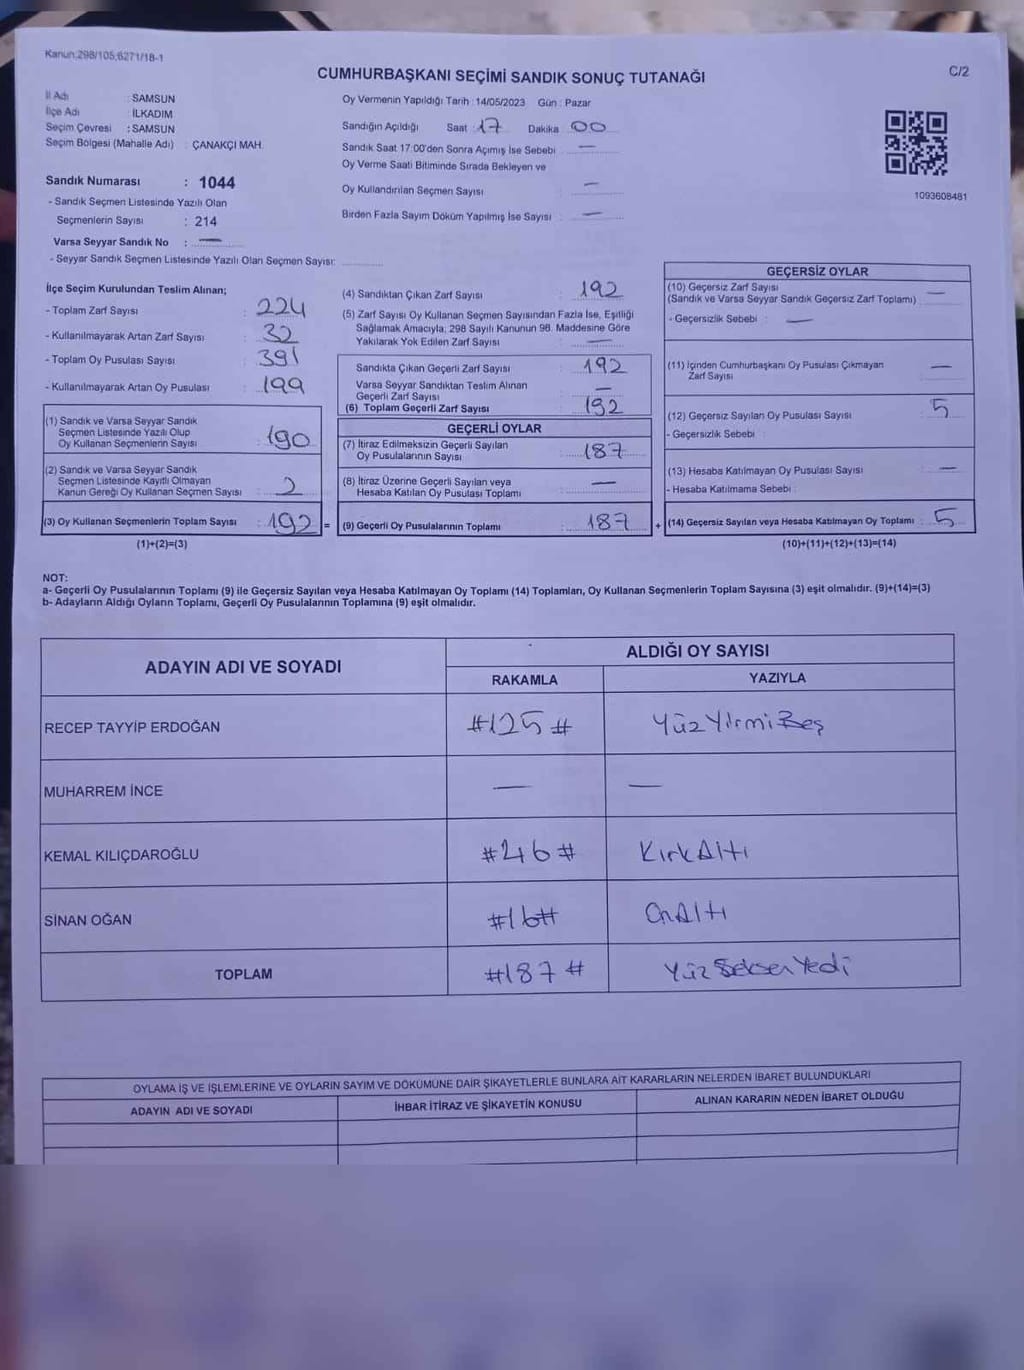 Kanun:298/105,6271/18-1
CUMHURBAŞKANI SEÇİMİ SANDIK SONUÇ TUTANAĞI
C/2
İl Adı : SAMSUN
İlçe Adı : İLKADIM
Seçim Çevresi : SAMSUN
Seçim Bölgesi (Mahalle Adı) : ÇANAKÇI MAH.
Sandık Numarası : 1044
- Sandık Seçmen Listesinde Yazılı Olan
Seçmenlerin Sayısı : 214
Varsa Seyyar Sandık No : —
- Seyyar Sandık Seçmen Listesinde Yazılı Olan Seçmen Sayısı:
Oy Vermenin Yapıldığı Tarih : 14/05/2023 Gün : Pazar
Sandığın Açıldığı Saat : 17 Dakika 00
Sandık Saat 17:00'den Sonra Açımış İse Sebebi : —
Oy Verme Saati Bitiminde Sırada Bekleyen ve
Oy Kullandırılan Seçmen Sayısı : —
Birden Fazla Sayım Döküm Yapılmış İse Sayısı : —
1093608481
İlçe Seçim Kurulundan Teslim Alınan;
- Toplam Zarf Sayısı : 224
- Kullanılmayarak Artan Zarf Sayısı : 32
- Toplam Oy Pusulası Sayısı : 391
- Kullanılmayarak Artan Oy Pusulası : 199
(1) Sandık ve Varsa Seyyar Sandık
Seçmen Listesinde Yazılı Olup
Oy Kullanan Seçmenlerin Sayısı : 190
(2) Sandık ve Varsa Seyyar Sandık
Seçmen Listesinde Kayıtlı Olmayan
Kanun Gereği Oy Kullanan Seçmen Sayısı : 2
(3) Oy Kullanan Seçmenlerin Toplam Sayısı : 192 =
(1)+(2)=(3)
(4) Sandıktan Çıkan Zarf Sayısı : 192
(5) Zarf Sayısı Oy Kullanan Seçmen Sayısından Fazla İse, Eşitliği
Sağlamak Amacıyla; 298 Sayılı Kanunun 98. Maddesine Göre
Yakılarak Yok Edilen Zarf Sayısı : —
Sandıkta Çıkan Geçerli Zarf Sayısı : 192
Varsa Seyyar Sandıktan Teslim Alınan
Geçerli Zarf Sayısı : —
(6) Toplam Geçerli Zarf Sayısı : 192
GEÇERLİ OYLAR
(7) İtiraz Edilmeksizin Geçerli Sayılan
Oy Pusulalarının Sayısı : 187
(8) İtiraz Üzerine Geçerli Sayılan veya
Hesaba Katılan Oy Pusulası Toplamı : —
(9) Geçerli Oy Pusulalarının Toplamı : 187 +
GEÇERSİZ OYLAR
(10) Geçersiz Zarf Sayısı
(Sandık ve Varsa Seyyar Sandık Geçersiz Zarf Toplamı) : —
- Geçersizlik Sebebi : —
(11) İçinden Cumhurbaşkanı Oy Pusulası Çıkmayan
Zarf Sayısı : —
(12) Geçersiz Sayılan Oy Pusulası Sayısı : 5
- Geçersizlik Sebebi :
(13) Hesaba Katılmayan Oy Pusulası Sayısı : —
- Hesaba Katılmama Sebebi :
(14) Geçersiz Sayılan veya Hesaba Katılmayan Oy Toplamı : 5
(10)+(11)+(12)+(13)=(14)
NOT:
a- Geçerli Oy Pusulalarının Toplamı (9) ile Geçersiz Sayılan veya Hesaba Katılmayan Oy Toplamı (14) Toplamları, Oy Kullanan Seçmenlerin Toplam Sayısına (3) eşit olmalıdır. (9)+(14)=(3)
b- Adayların Aldığı Oyların Toplamı, Geçerli Oy Pusulalarının Toplamına (9) eşit olmalıdır.
ADAYIN ADI VE SOYADI ALDIĞI OY SAYISI
RAKAMLA YAZIYLA
RECEP TAYYİP ERDOĞAN #125# YüzYirmiBeş
MUHARREM İNCE — —
KEMAL KILIÇDAROĞLU #46# KırkAltı
SİNAN OĞAN #16# OnAltı
TOPLAM #187# YüzSeksenYedi
OYLAMA İŞ VE İŞLEMLERİNE VE OYLARIN SAYIM VE DÖKÜMÜNE DAİR ŞİKAYETLERLE BUNLARA AİT KARARLARIN NELERDEN İBARET BULUNDUKLARI
ADAYIN ADI VE SOYADI İHBAR İTİRAZ VE ŞİKAYETİN KONUSU ALINAN KARARIN NEDEN İBARET OLDUĞU